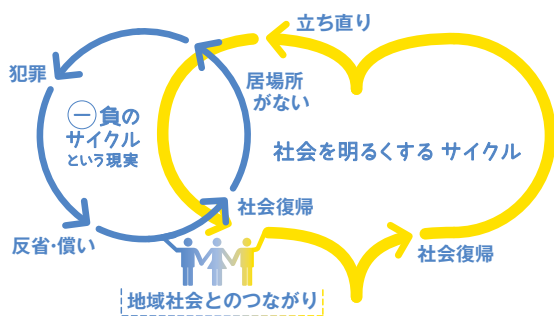 立ち直り
犯罪
居場所
がない
㊀負の
サイクル
という現実
社会を明るくする サイクル
社会復帰
反省・償い
社会復帰
地域社会とのつながり